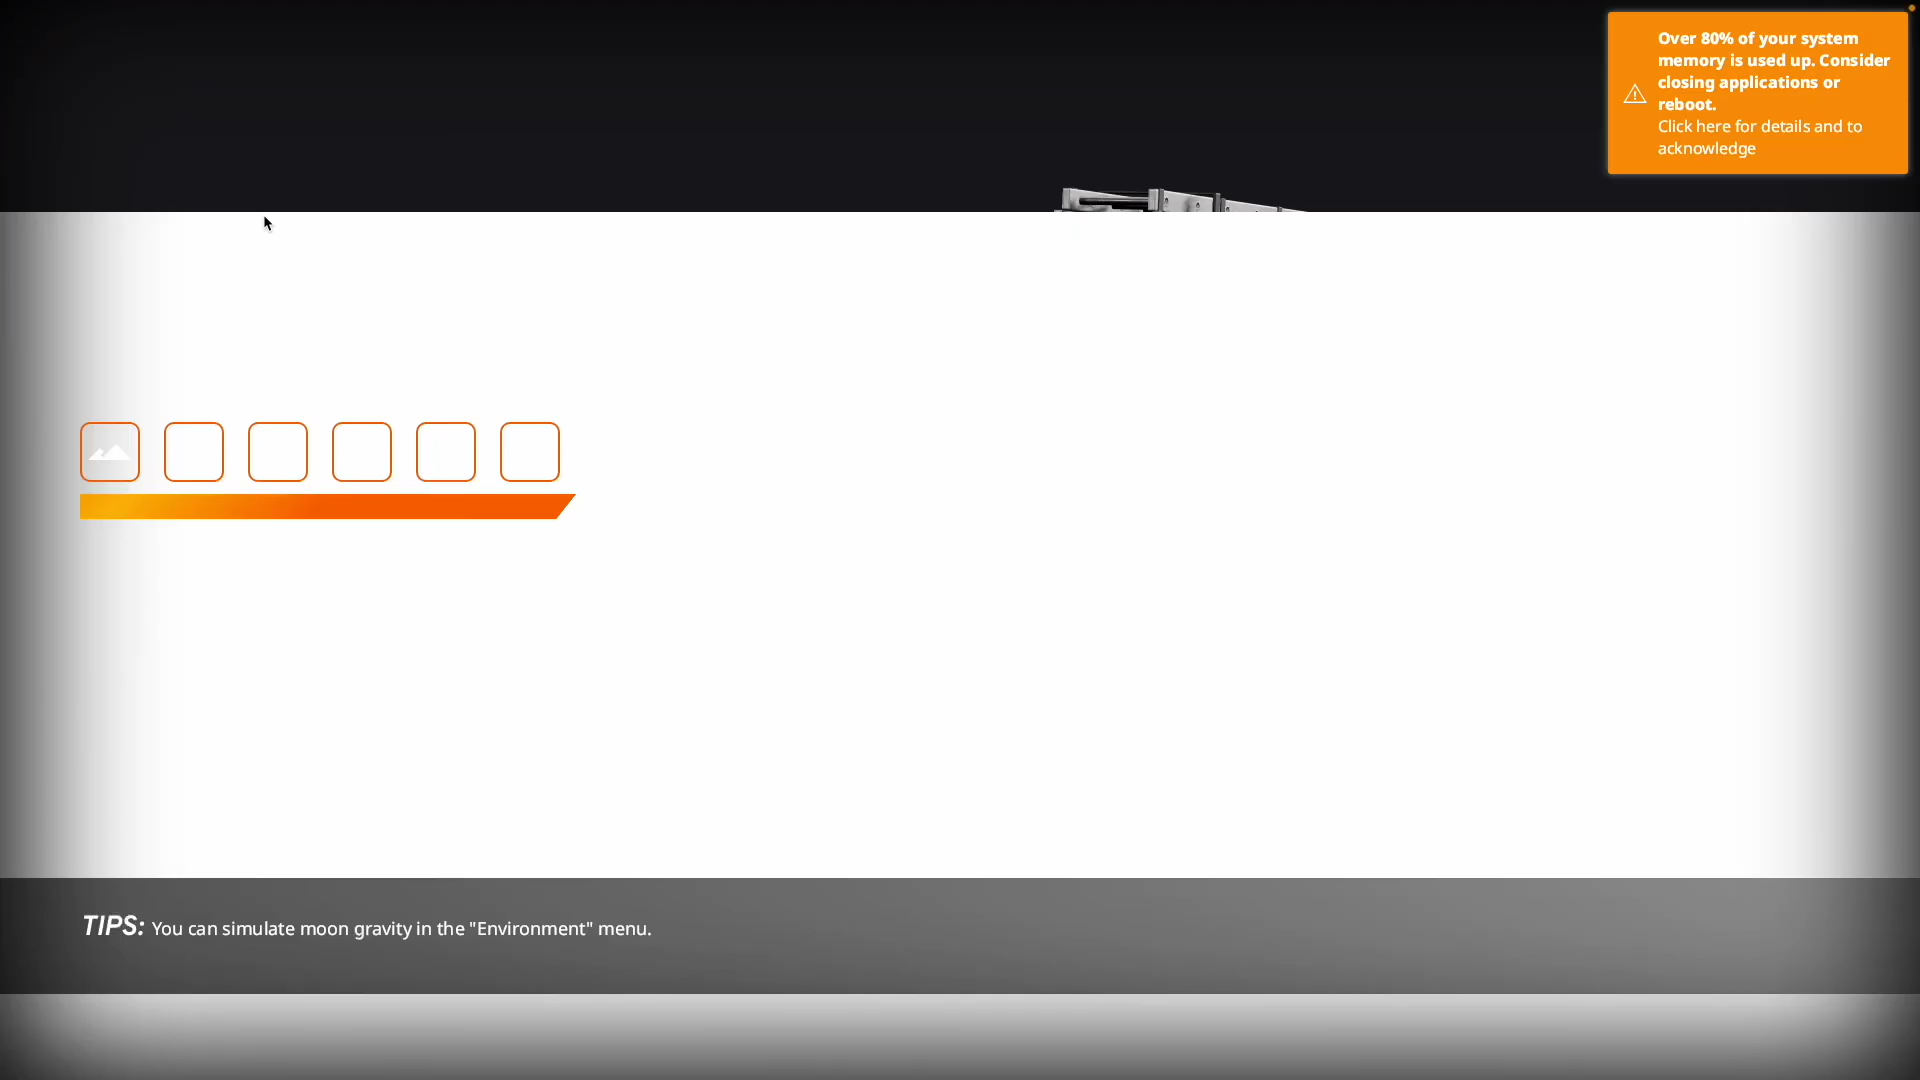 Over 80% of your system
memory is used up. Consider
closing applications or
reboot.
Click here for details and to
acknowledge
TIPS: You can simulate moon gravity in the "Environment" menu.